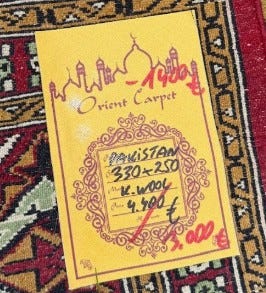 - 1400 €
Orient Carpet
PAKISTAN
330 x 250
K. WOOL
4.400 €
3,000 €